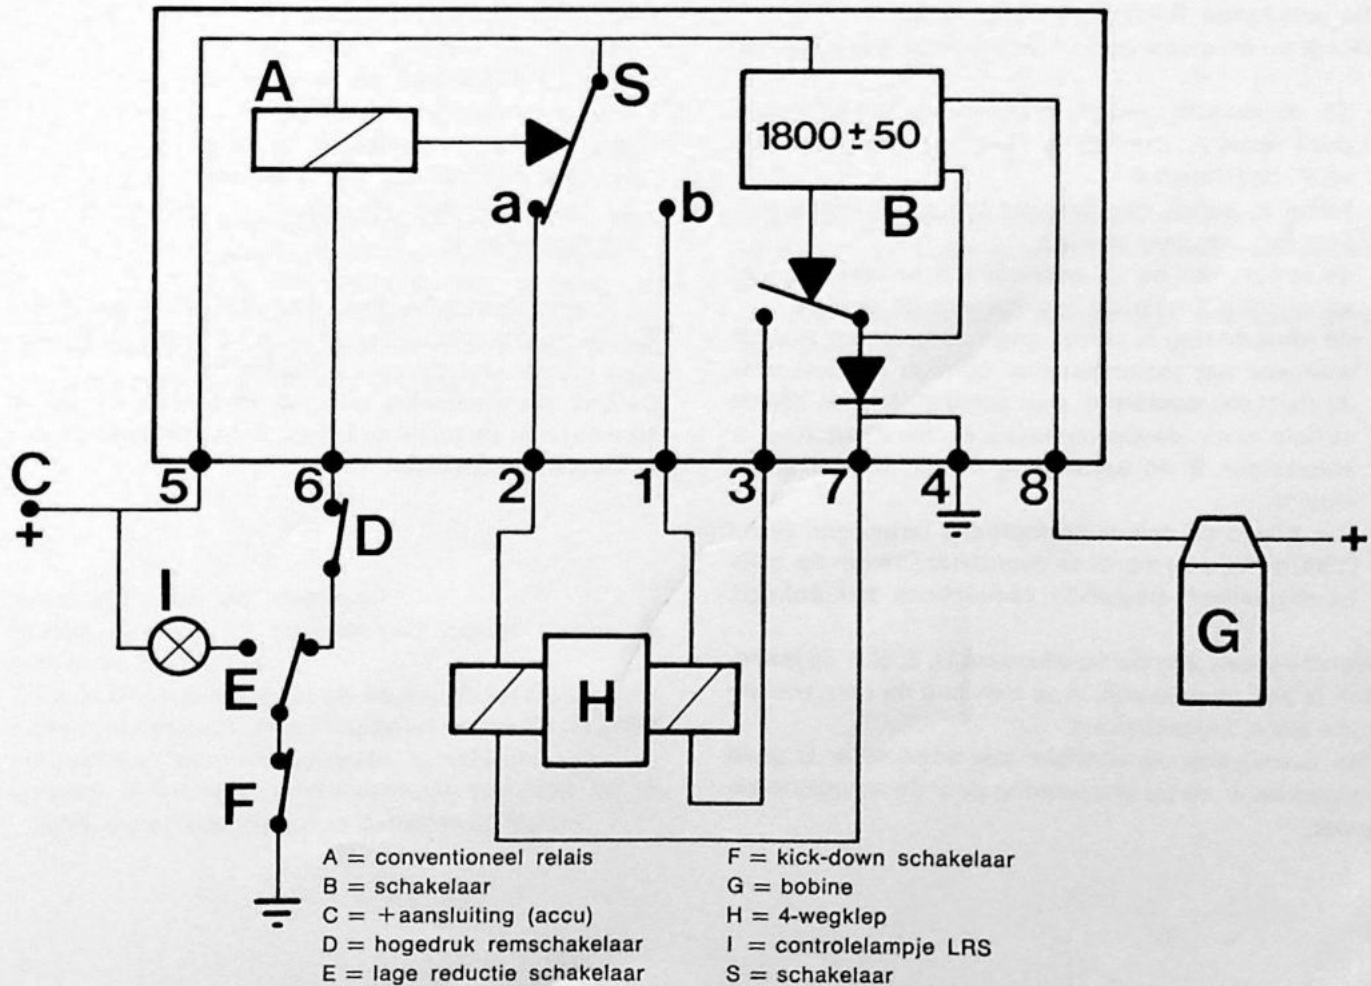 A
S
1800 ± 50
a
b
B
C
+
5
6
2
1
3
7
4
8
D
+
I
E
H
G
F
A = conventioneel relais
B = schakelaar
C = +aansluiting (accu)
D = hogedruk remschakelaar
E = lage reductie schakelaar
F = kick-down schakelaar
G = bobine
H = 4-wegklep
I = controlelampje LRS
S = schakelaar